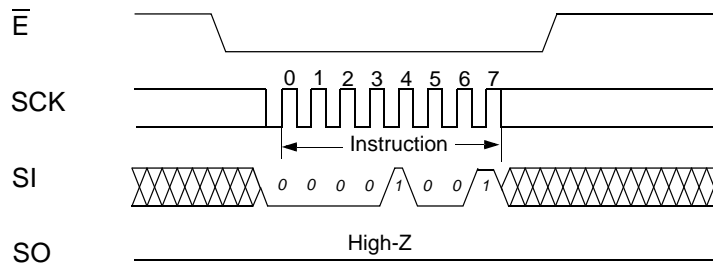 E̅
0 1 2 3 4 5 6 7
SCK
Instruction
SI
0 0 0 0 1 0 0 1
High-Z
SO